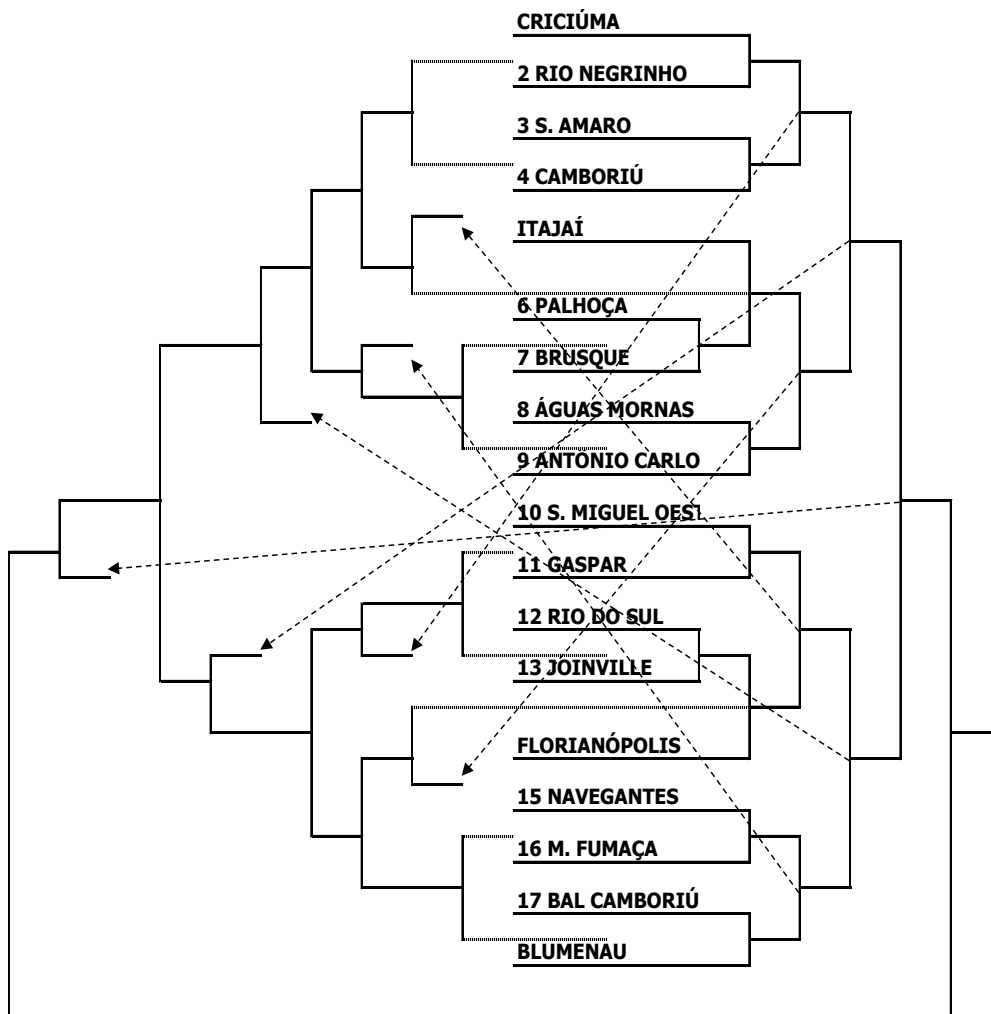 CRICIÚMA
2 RIO NEGRINHO
3 S. AMARO
4 CAMBORIÚ
ITAJAÍ
6 PALHOÇA
7 BRUSQUE
8 ÁGUAS MORNAS
9 ANTÔNIO CARLO
10 S. MIGUEL OEST
11 GASPAR
12 RIO DO SUL
13 JOINVILLE
FLORIANÓPOLIS
15 NAVEGANTES
16 M. FUMAÇA
17 BAL CAMBORIÚ
BLUMENAU